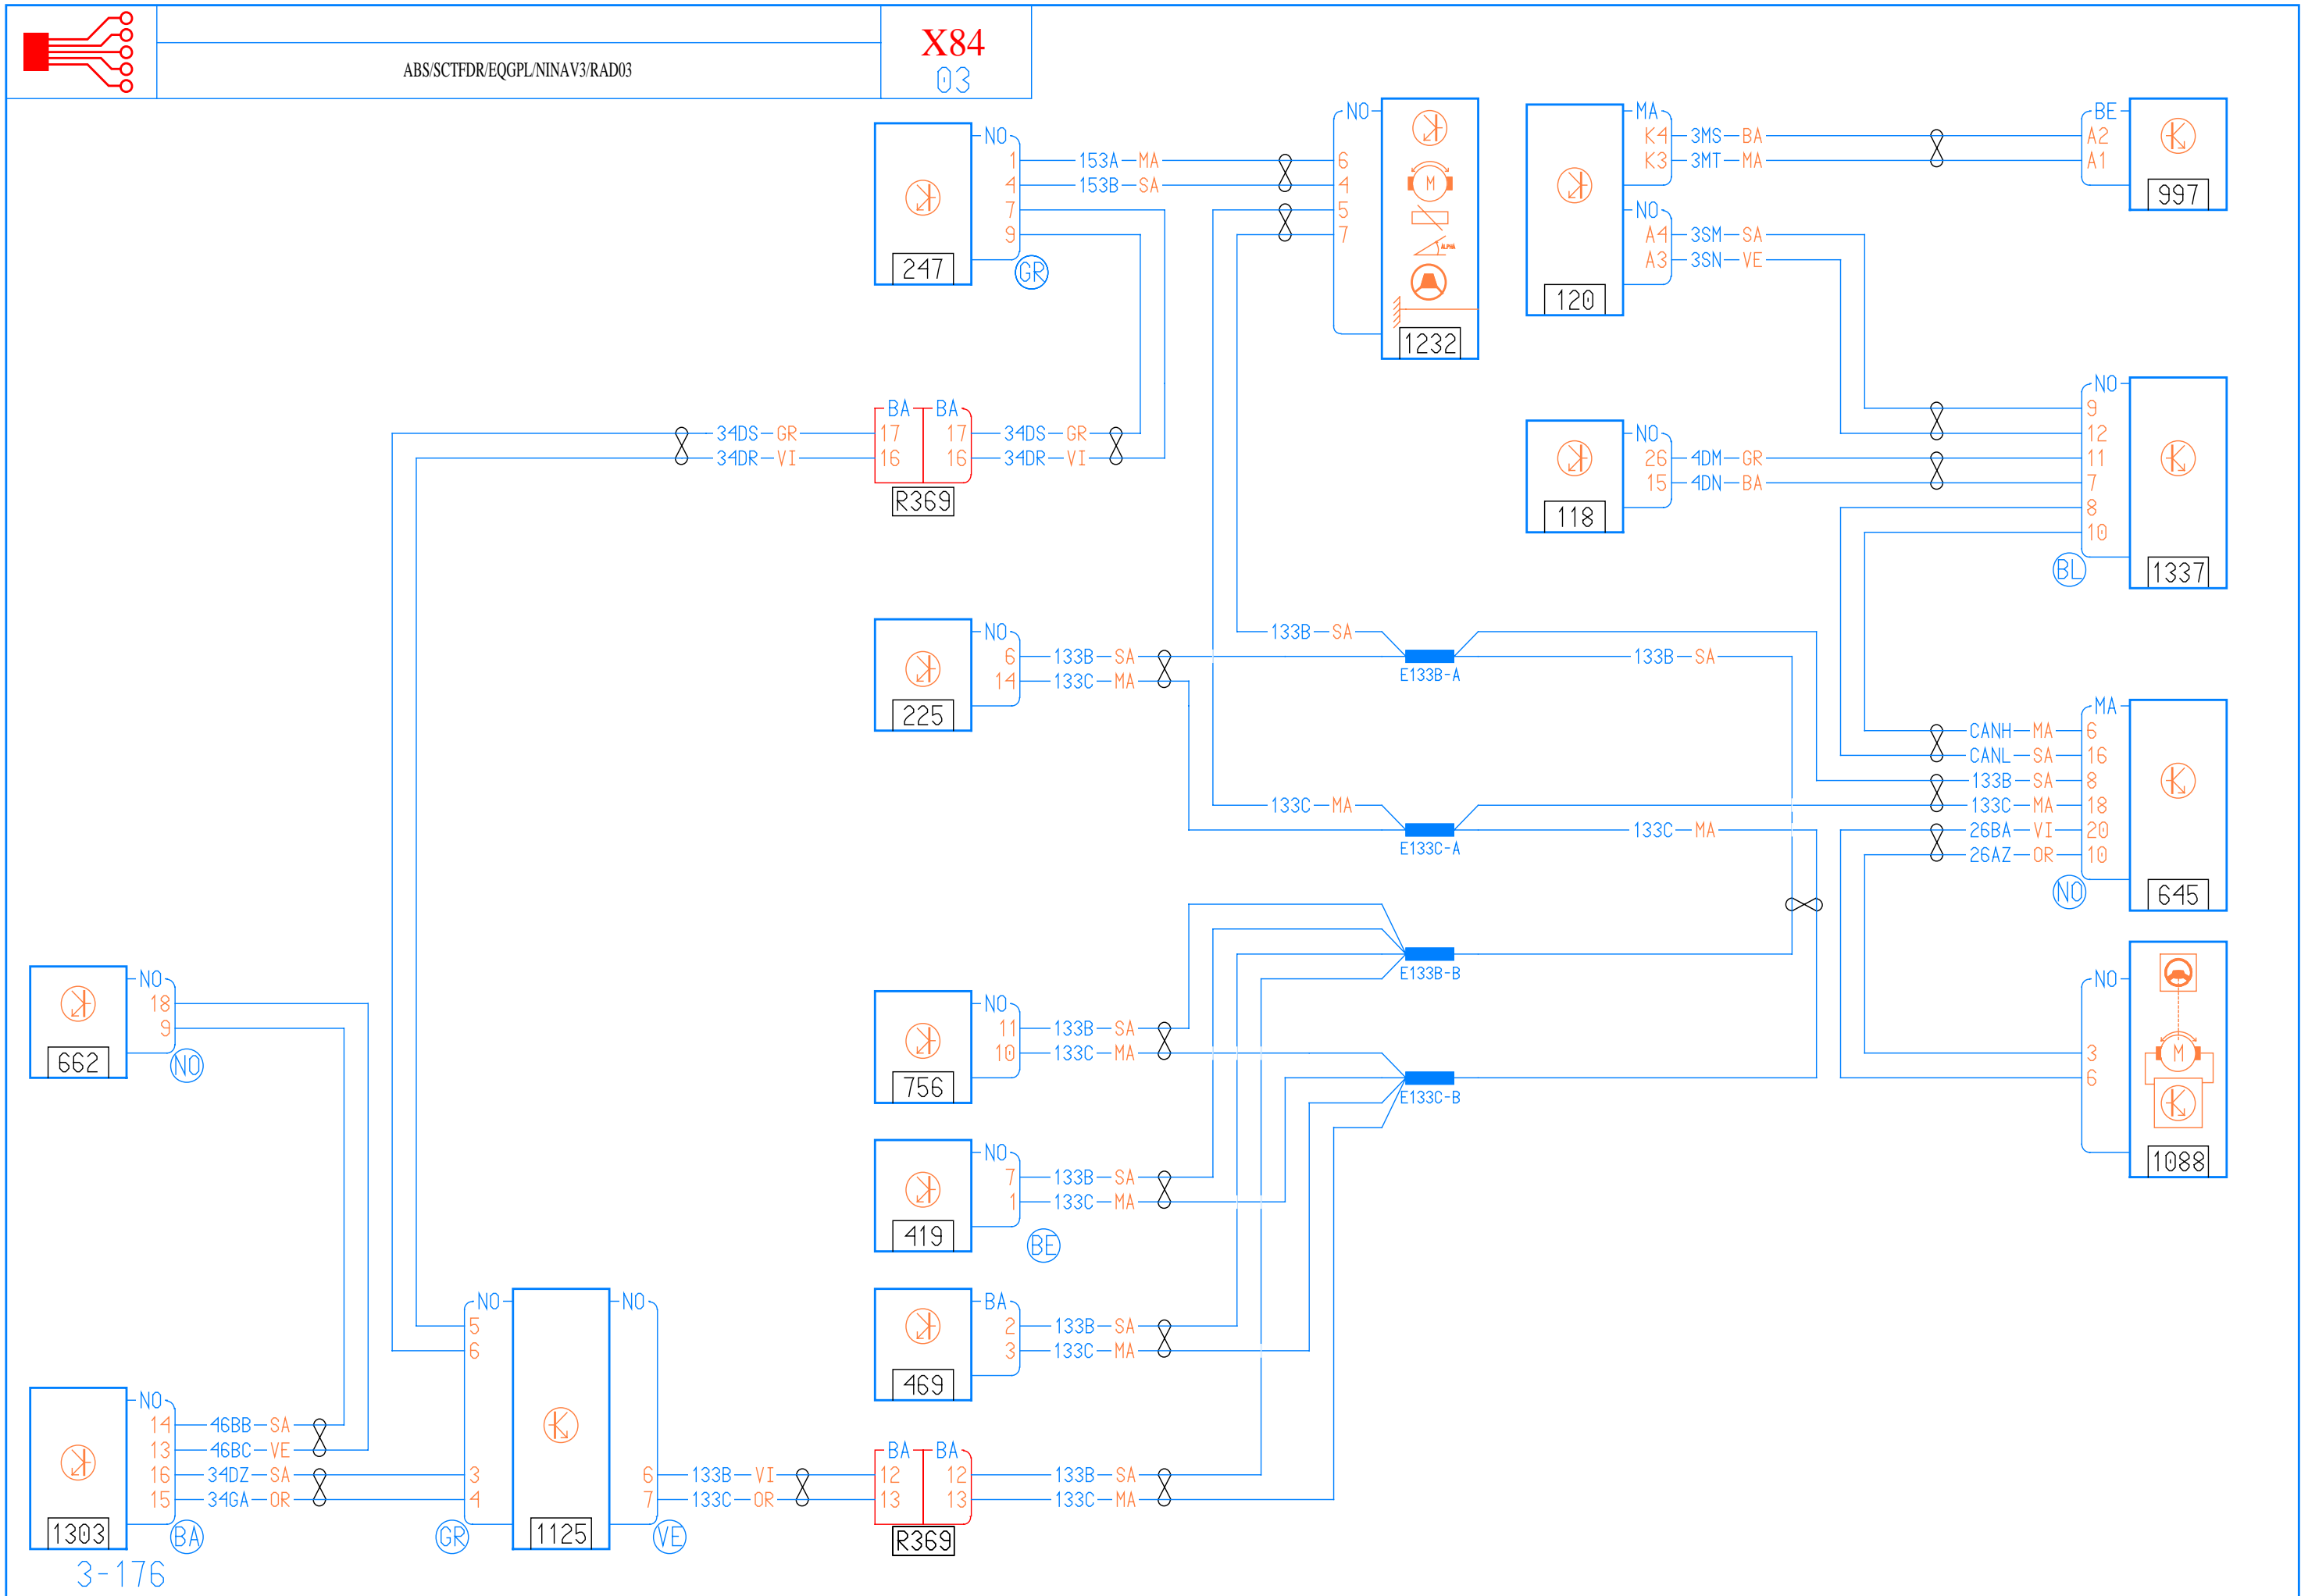 ABS/SCTFDR/EQGPL/NINAV3/RAD03
X84
03
NO
1 153A MA
4 153B SA
7
9
247
GR
NO
6
4
5
7
ALPHA
M
1232
MA
K4 3MS BA
K3 3MT MA
NO
A4 3SM SA
A3 3SN VE
120
BE
A2
A1
997
34DS GR
34DR VI
BA BA
17 17
16 16
34DS GR
34DR VI
R369
NO
26 4DM GR
15 4DN BA
118
NO
9
12
11
7
8
10
BL
1337
NO
6 133B SA
14 133C MA
225
133B SA
E133B-A
133B SA
133C MA
E133C-A
133C MA
MA
CANH MA 6
CANL SA 16
133B SA 8
133C MA 18
26BA VI 20
26AZ OR 10
NO
645
E133B-B
E133C-B
NO
18
9
662
NO
NO
11 133B SA
10 133C MA
756
NO
3
6
M
1088
NO
7 133B SA
1 133C MA
419
BE
BA
2 133B SA
3 133C MA
469
NO
14 46BB SA
13 46BC VE
16 34DZ SA
15 34GA OR
1303
BA
NO
5
6
3
4
GR
1125
NO
6 133B VI
7 133C OR
VE
BA BA
12 12
13 13
133B SA
133C MA
R369
3-176